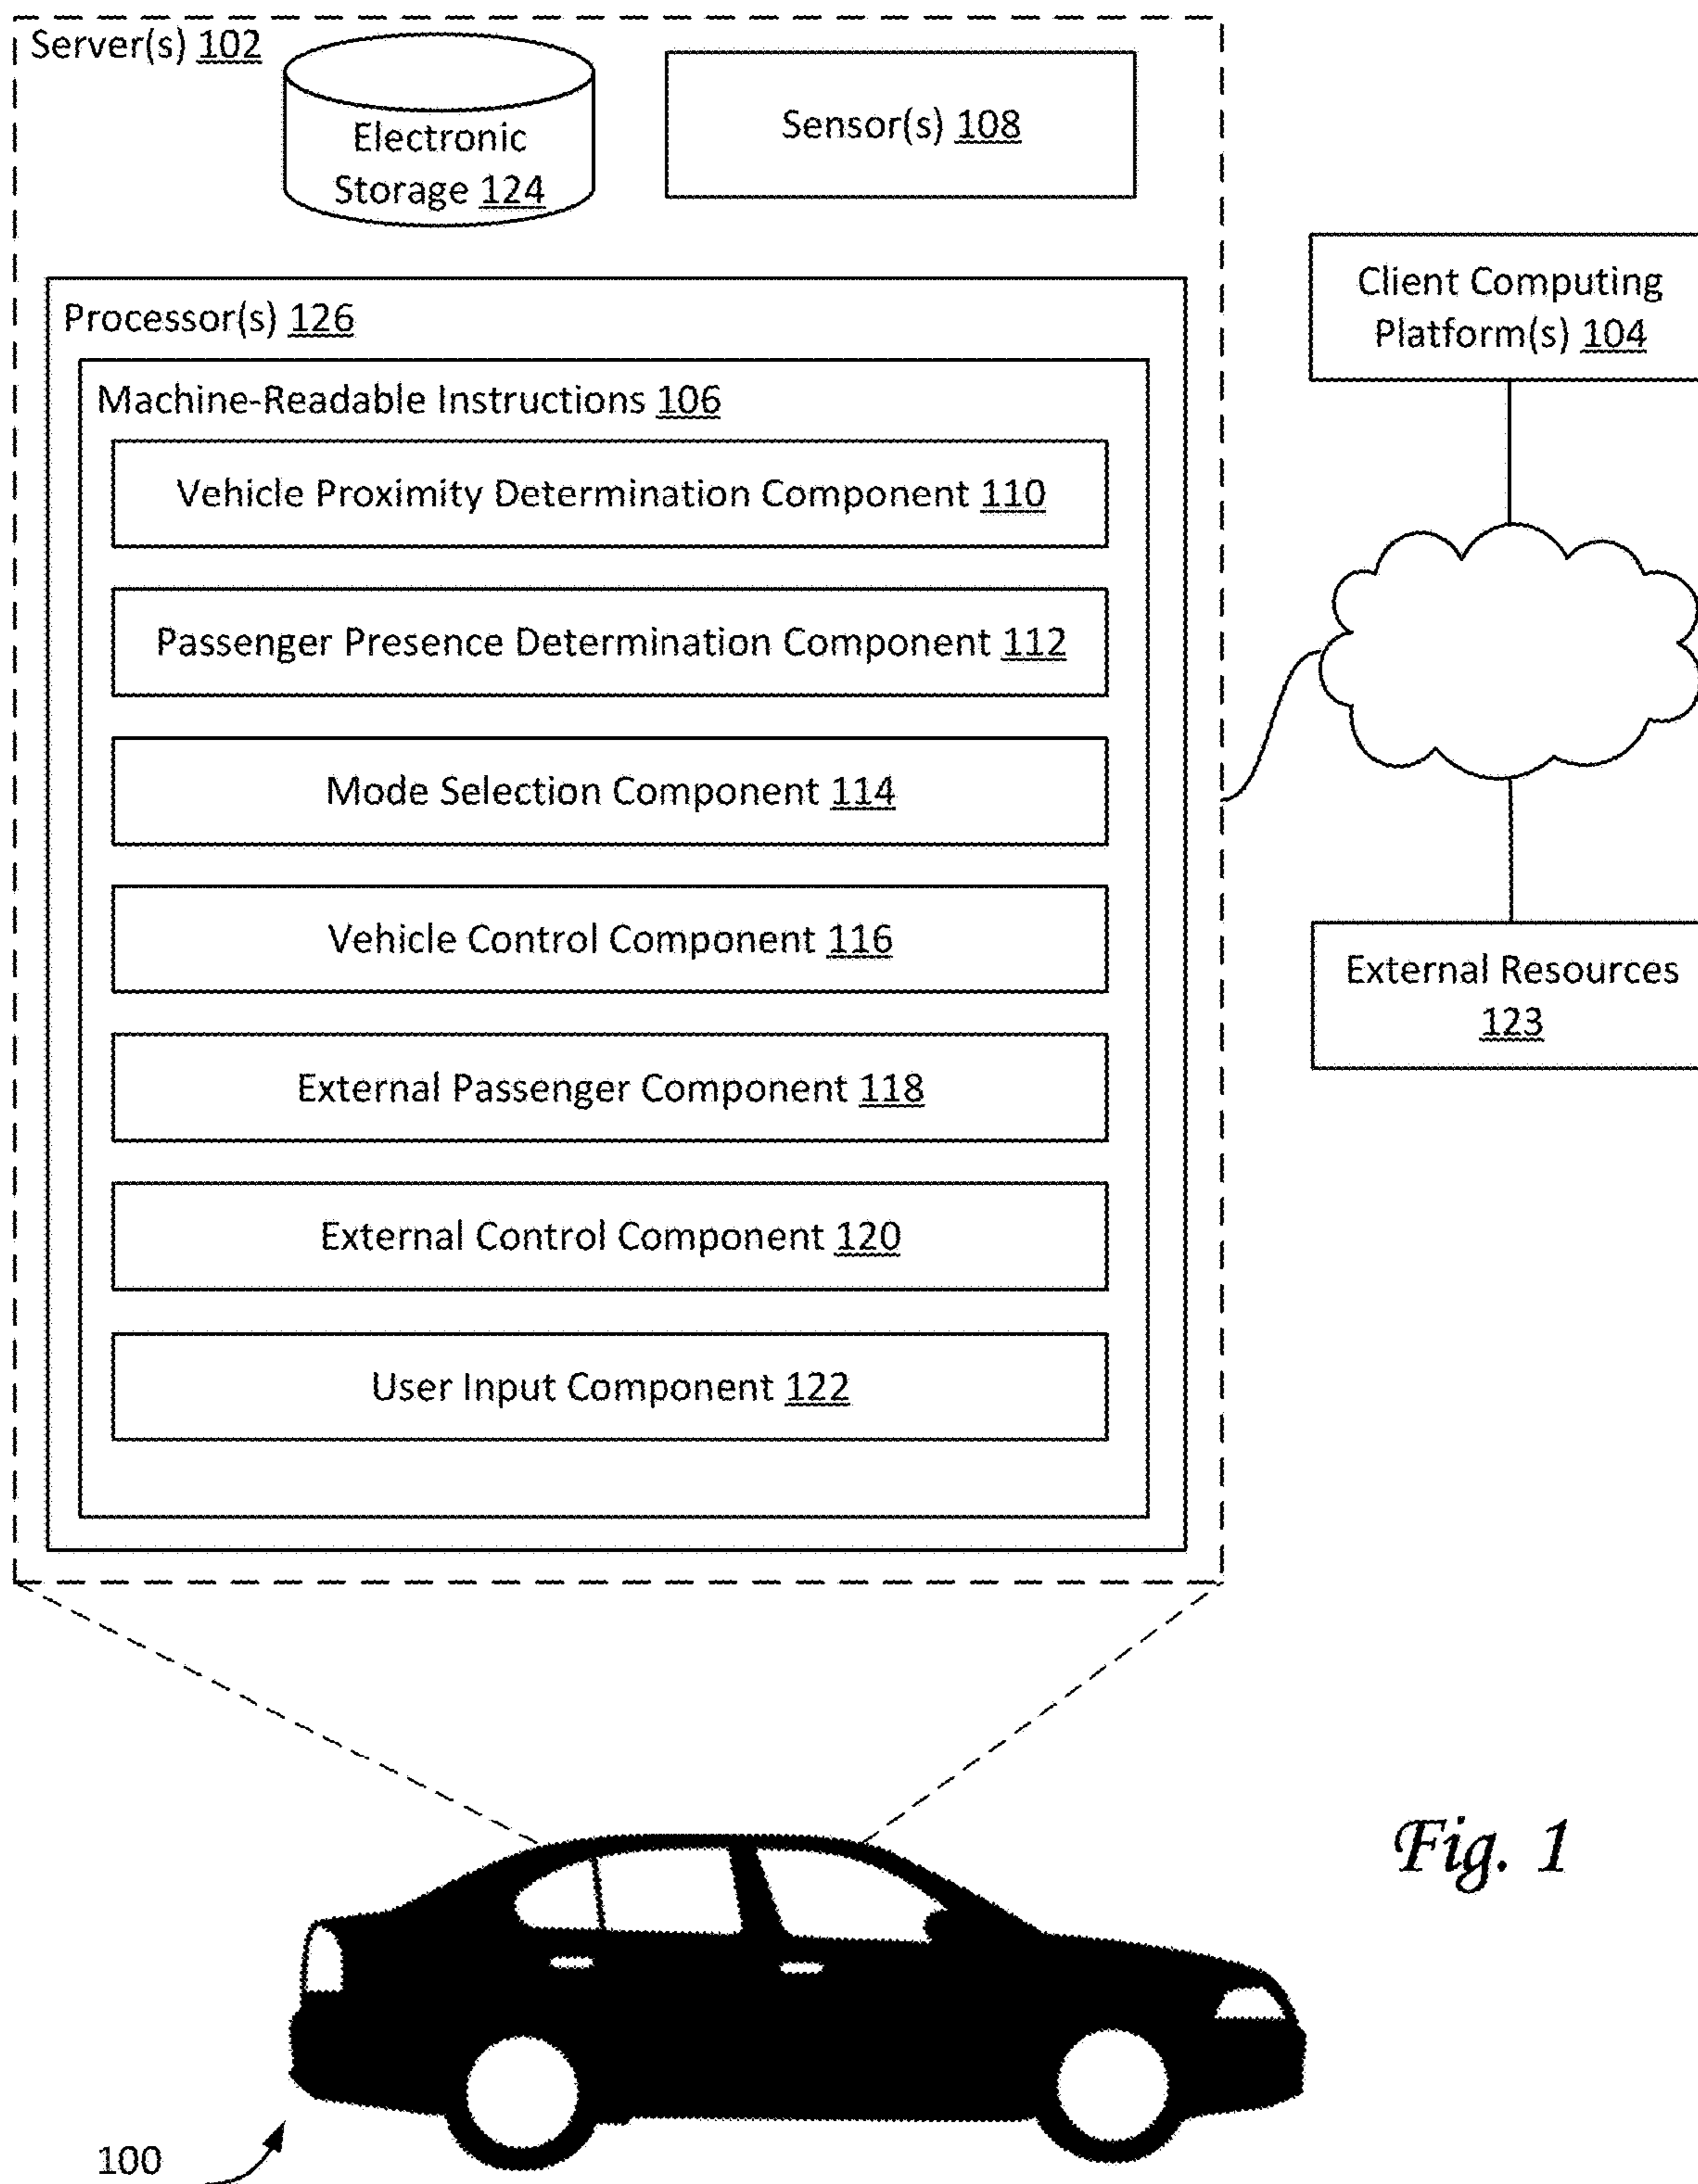 Server(s) 102
Electronic
Storage 124
Sensor(s) 108
Client Computing
Platform(s) 104
Processor(s) 126
Machine-Readable Instructions 106
Vehicle Proximity Determination Component 110
Passenger Presence Determination Component 112
Mode Selection Component 114
Vehicle Control Component 116
External Resources
123
External Passenger Component 118
External Control Component 120
User Input Component 122
Fig. 1
100